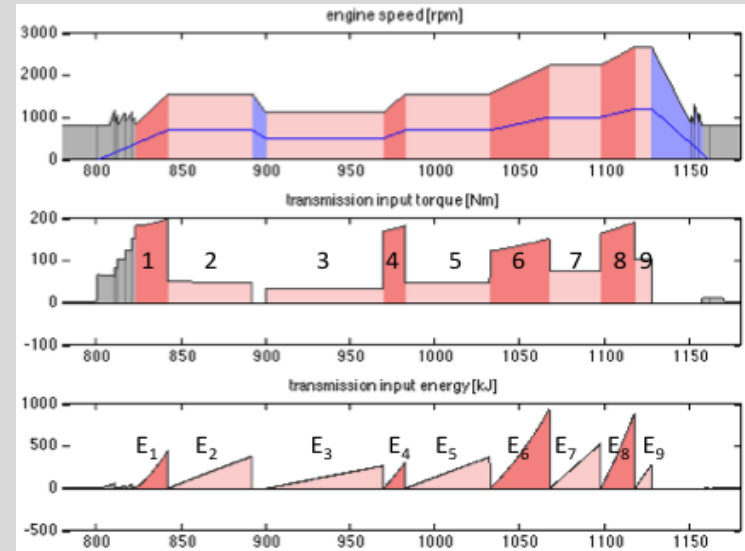 engine speed [rpm]
3000
2000
1000
0
800 850 900 950 1000 1050 1100 1150
transmission input torque [Nm]
200
100
0
-100
1 2 3 4 5 6 7 8 9
800 850 900 950 1000 1050 1100 1150
transmission input energy [kJ]
1000
500
0
-500
E1 E2 E3 E4 E5 E6 E7 E8 E9
800 850 900 950 1000 1050 1100 1150